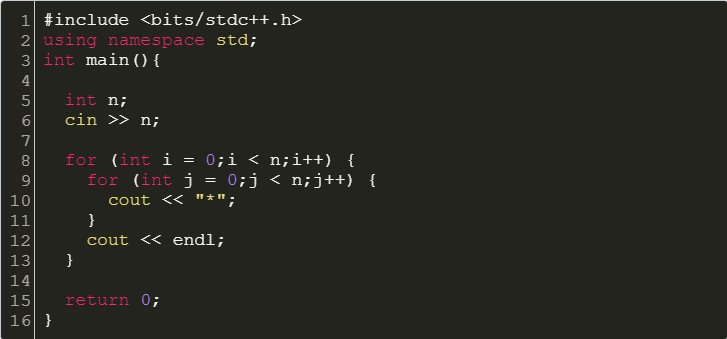 1 #include <bits/stdc++.h>
2 using namespace std;
3 int main(){
4
5   int n;
6   cin >> n;
7
8   for (int i = 0;i < n;i++) {
9     for (int j = 0;j < n;j++) {
10       cout << "*";
11     }
12     cout << endl;
13   }
14
15   return 0;
16 }